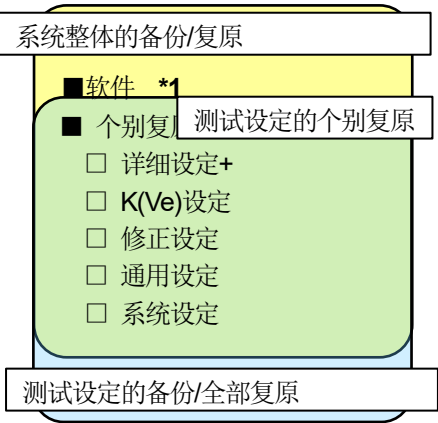 系统整体的备份/复原
■软件 *1
■ 个别复
测试设定的个别复原
□ 详细设定+
□ K(Ve)设定
□ 修正设定
□ 通用设定
□ 系统设定
测试设定的备份/全部复原